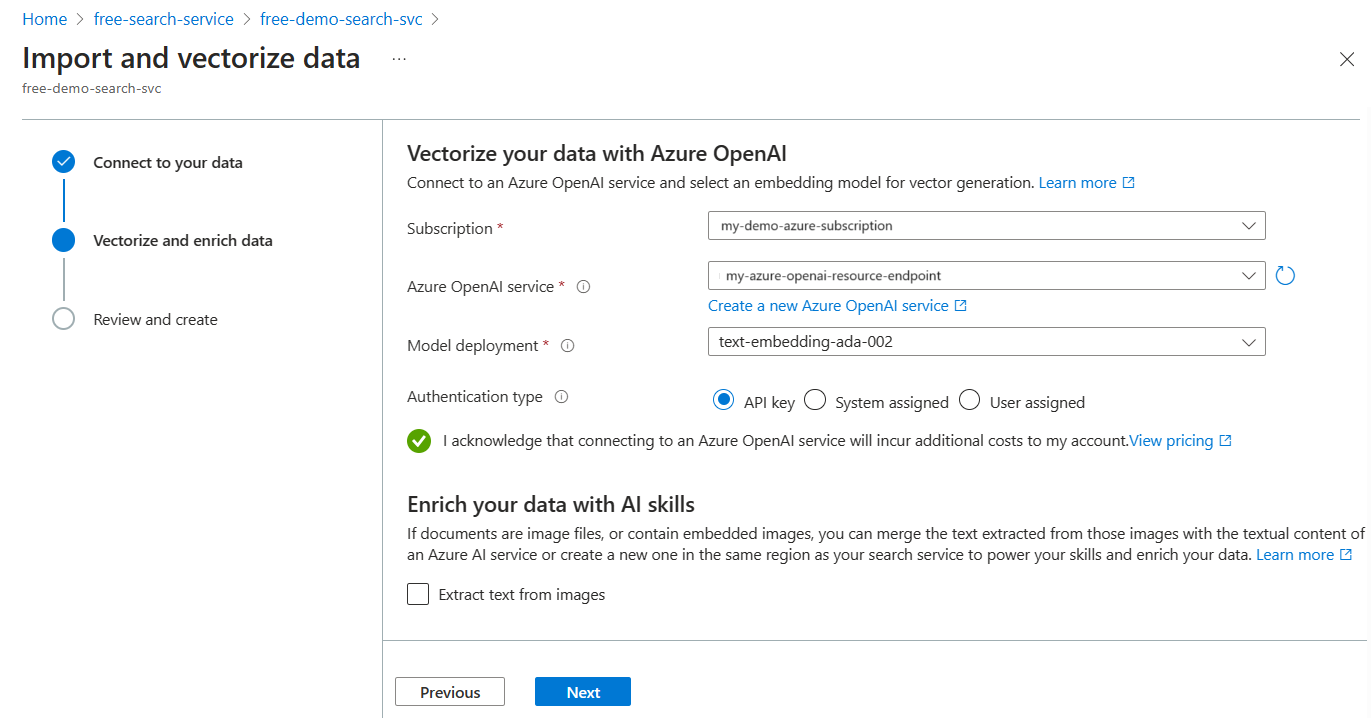 Home > free-search-service > free-demo-search-svc >
Import and vectorize data ...
free-demo-search-svc
Connect to your data
Vectorize and enrich data
Review and create
Vectorize your data with Azure OpenAI
Connect to an Azure OpenAI service and select an embedding model for vector generation. Learn more
Subscription * my-demo-azure-subscription
Azure OpenAI service * my-azure-openai-resource-endpoint
Create a new Azure OpenAI service
Model deployment * text-embedding-ada-002
Authentication type API key System assigned User assigned
I acknowledge that connecting to an Azure OpenAI service will incur additional costs to my account.View pricing
Enrich your data with AI skills
If documents are image files, or contain embedded images, you can merge the text extracted from those images with the textual content of
an Azure AI service or create a new one in the same region as your search service to power your skills and enrich your data. Learn more
Extract text from images
Previous Next